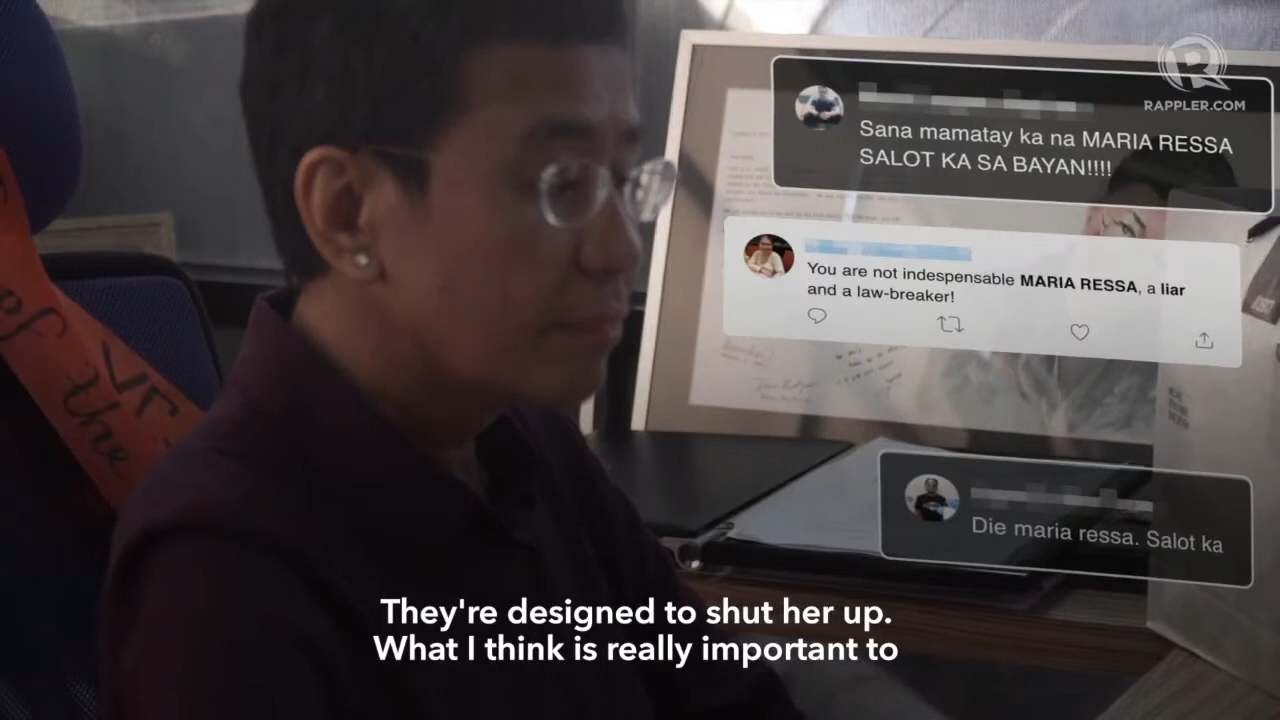 RAPPLER.COM
Sana mamatay ka na MARIA RESSA
SALOT KA SA BAYAN!!!!
You are not indespensable MARIA RESSA, a liar
and a law-breaker!
Die maria ressa. Salot ka
of
the
They're designed to shut her up.
What I think is really important to